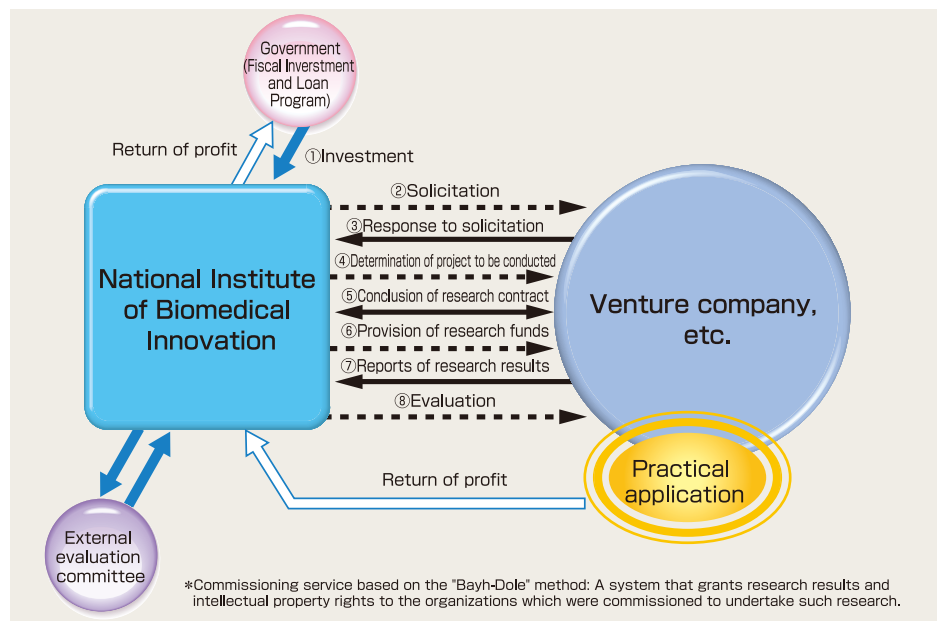 Government
(Fiscal Inverstment
and Loan
Program)
Return of profit
①Investment
②Solicitation
③Response to solicitation
④Determination of project to be conducted
⑤Conclusion of research contract
⑥Provision of research funds
⑦Reports of research results
⑧Evaluation
National Institute
of Biomedical
Innovation
Venture company,
etc.
Practical
application
Return of profit
External
evaluation
committee
*Commissioning service based on the "Bayh-Dole" method: A system that grants research results and
intellectual property rights to the organizations which were commissioned to undertake such research.